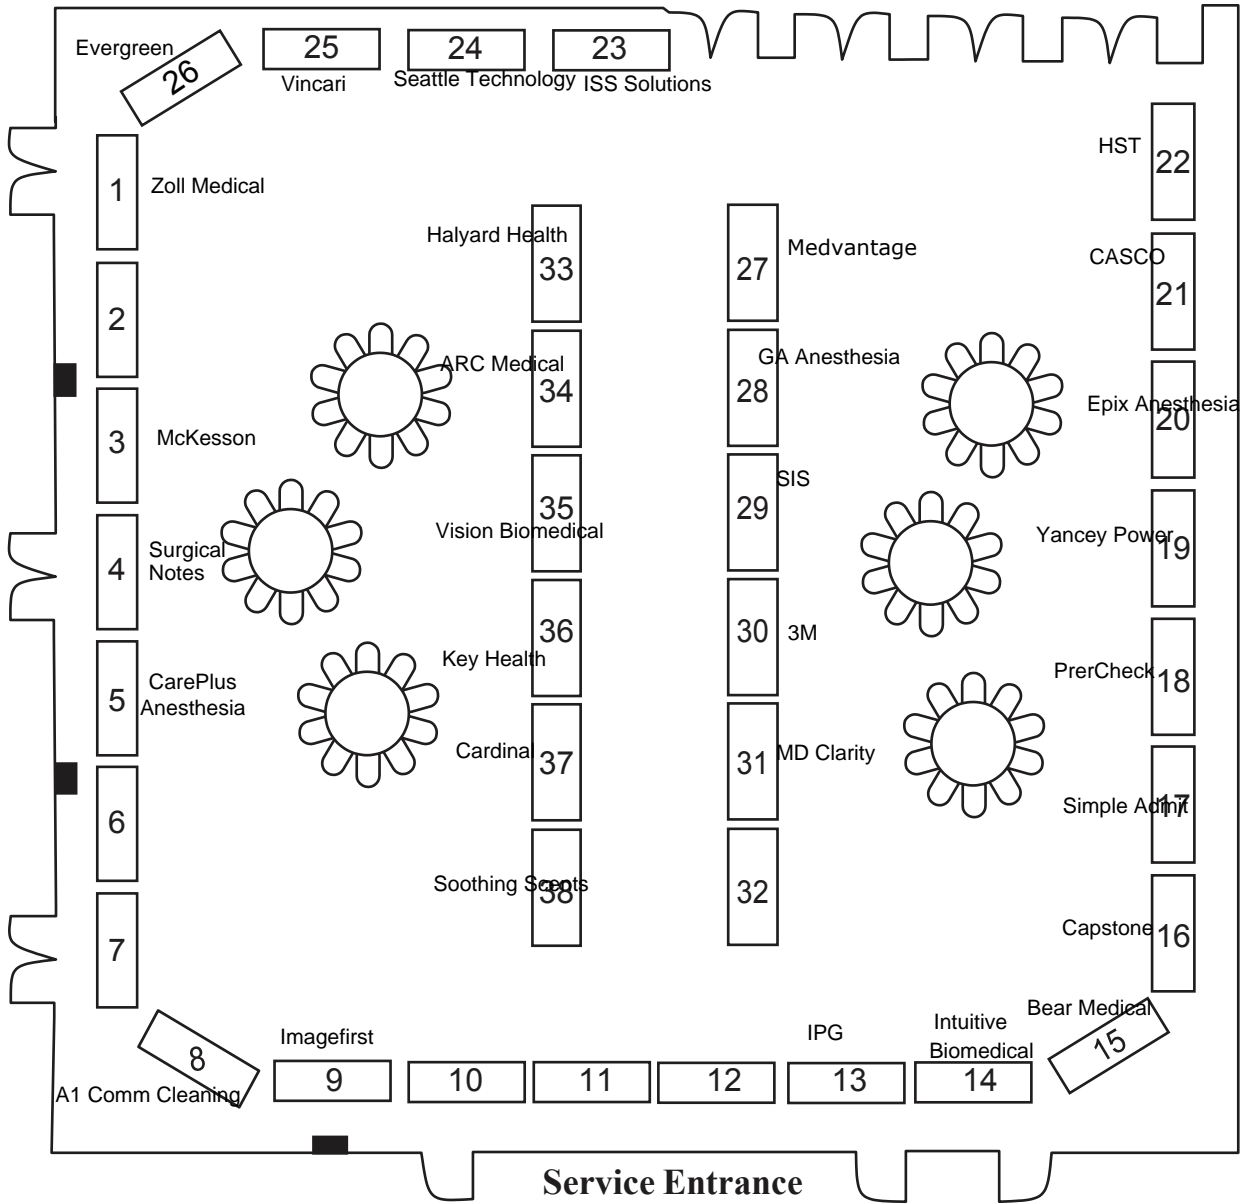 Evergreen
26
25
Vincari
24
Seattle Technology
23
ISS Solutions
HST
22
1
Zoll Medical
Halyard Health
33
27
Medvantage
CASCO
21
2
ARC Medical
34
GA Anesthesia
28
Epix Anesthesia
20
3
McKesson
35
Vision Biomedical
SIS
29
Yancey Power
19
4
Surgical
Notes
36
Key Health
30
3M
PrerCheck
18
5
CarePlus
Anesthesia
Cardinal
37
31
MD Clarity
Simple Admit
17
6
Soothing Scents
38
32
Capstone
16
7
8
A1 Comm Cleaning
Imagefirst
9
10
11
12
IPG
13
Intuitive
Biomedical
14
Bear Medical
15
Service Entrance